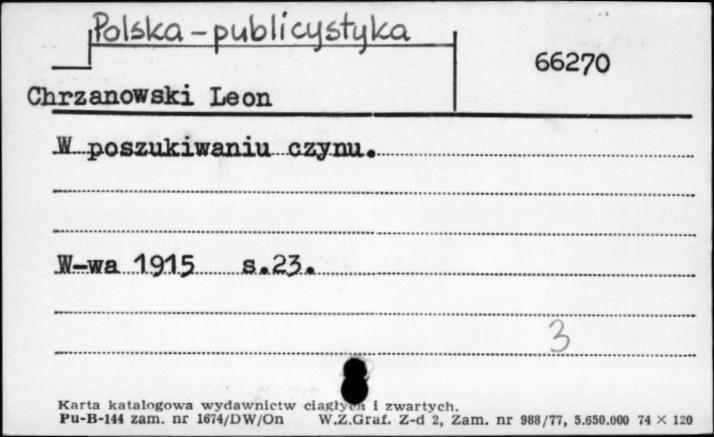 Polska - publicystyka
66270
Chrzanowski Leon
W poszukiwaniu czynu.
W-wa 1915 s.23.
3
Karta katalogowa wydawnictw ciągłych i zwartych.
Pu-B-144 zam. nr 1674/DW/On W.Z.Graf. Z-d 2, Zam. nr 988/77, 5.650.000 74 × 120